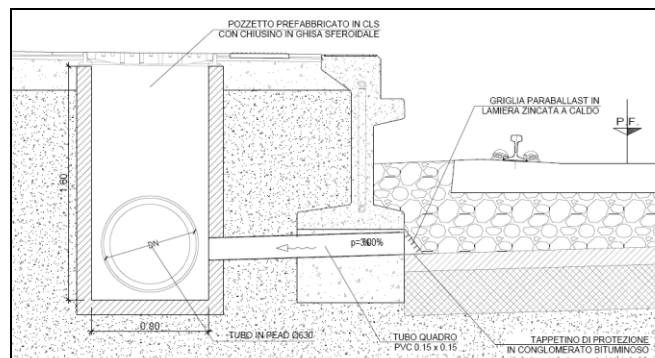 POZZETTO PREFABBRICATO IN CLS
CON CHIUSINO IN GHISA SFEROIDALE
GRIGLIA PARABALLAST IN
LAMIERA ZINCATA A CALDO
P.F.
1.60
DN
p=3.00%
0.80
TUBO IN PEAD Ø630
TUBO QUADRO
PVC 0.15 x 0.15
TAPPETINO DI PROTEZIONE
IN CONGLOMERATO BITUMINOSO